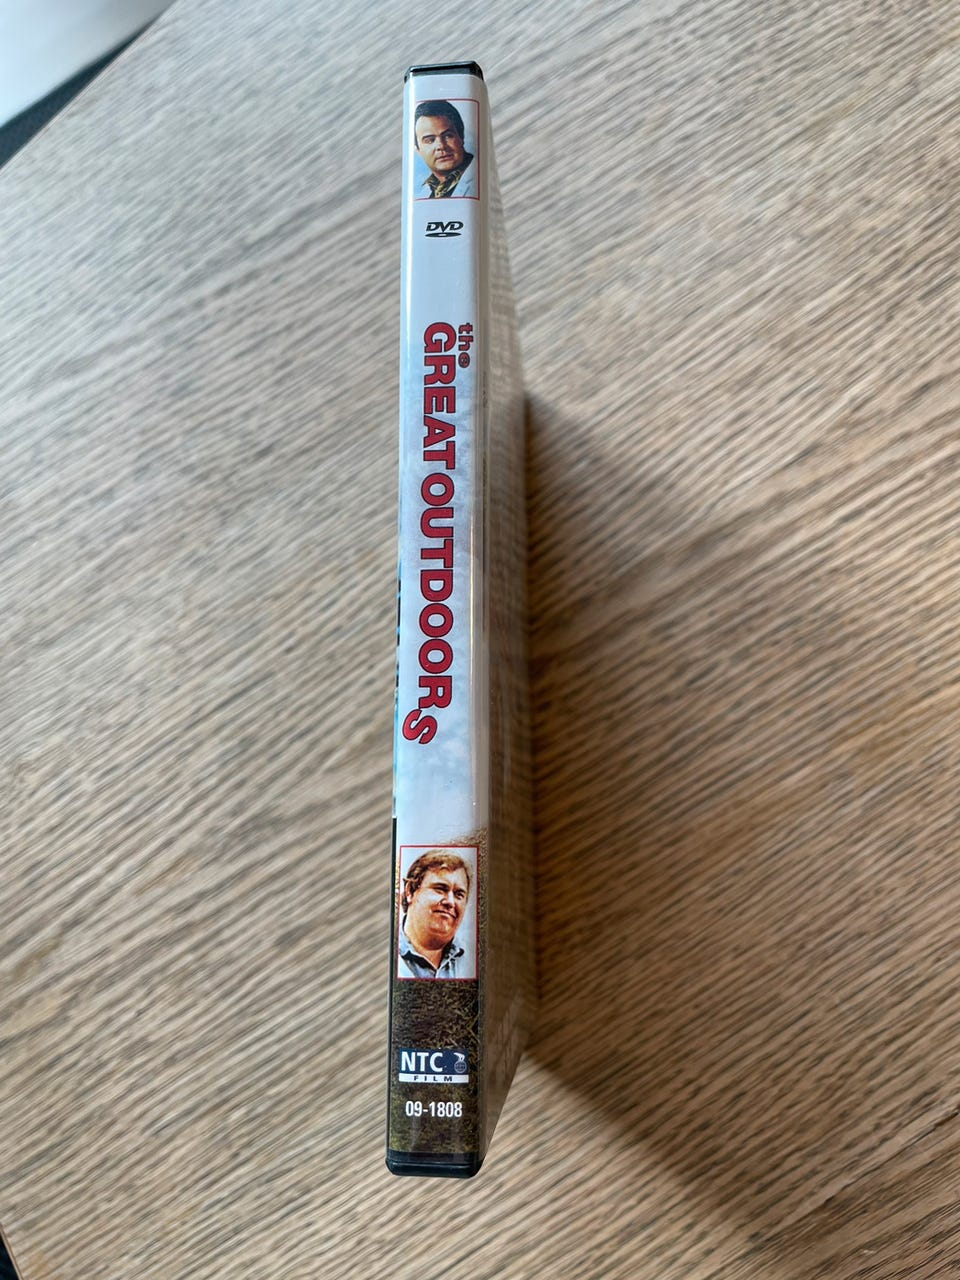 DVD
the
GREAT OUTDOORS
NTC
FILM
09-1808